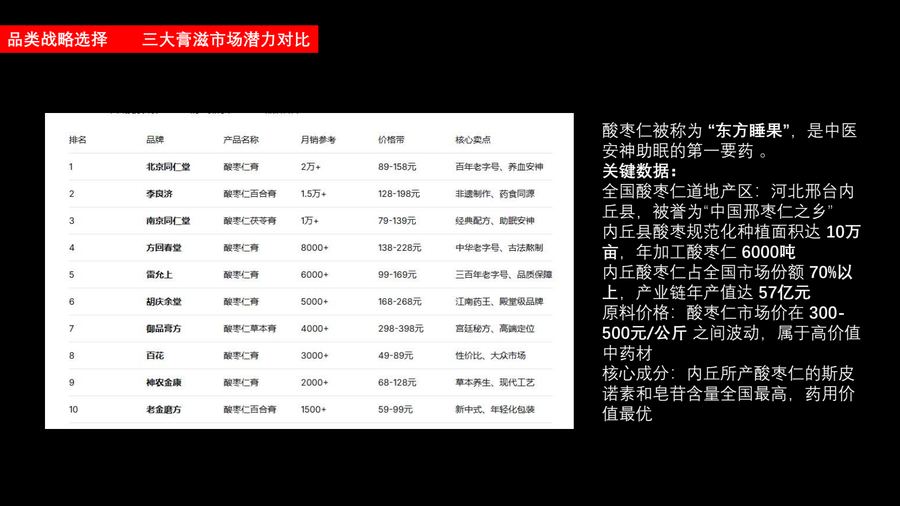 品类战略选择 三大膏滋市场潜力对比
排名 品牌 产品名称 月销参考 价格带 核心卖点
1 北京同仁堂 酸枣仁膏 2万+ 89-158元 百年老字号、养血安神
2 李良济 酸枣仁百合膏 1.5万+ 128-198元 非遗制作、药食同源
3 南京同仁堂 酸枣仁茯苓膏 1万+ 79-139元 经典配方、助眠安神
4 方回春堂 酸枣仁膏 8000+ 138-228元 中华老字号、古法熬制
5 雷允上 酸枣仁膏 6000+ 99-169元 三百年老字号、品质保障
6 胡庆余堂 酸枣仁膏 5000+ 168-268元 江南药王、殿堂级品牌
7 御品膏方 酸枣仁草本膏 4000+ 298-398元 宫廷秘方、高端定位
8 百花 酸枣仁膏 3000+ 49-89元 性价比、大众市场
9 神农金康 酸枣仁膏 2000+ 68-128元 草本养生、现代工艺
10 老金磨方 酸枣仁百合膏 1500+ 59-99元 新中式、年轻化包装
酸枣仁被称为 “东方睡果”，是中医
安神助眠的第一要药 。
关键数据：
全国酸枣仁道地产区：河北邢台内
丘县，被誉为“中国邢枣仁之乡”
内丘县酸枣规范化种植面积达 10万
亩，年加工酸枣仁 6000吨
内丘酸枣仁占全国市场份额 70%以
上，产业链年产值达 57亿元
原料价格：酸枣仁市场价在 300-
500元/公斤 之间波动，属于高价值
中药材
核心成分：内丘所产酸枣仁的斯皮
诺素和皂苷含量全国最高，药用价
值最优